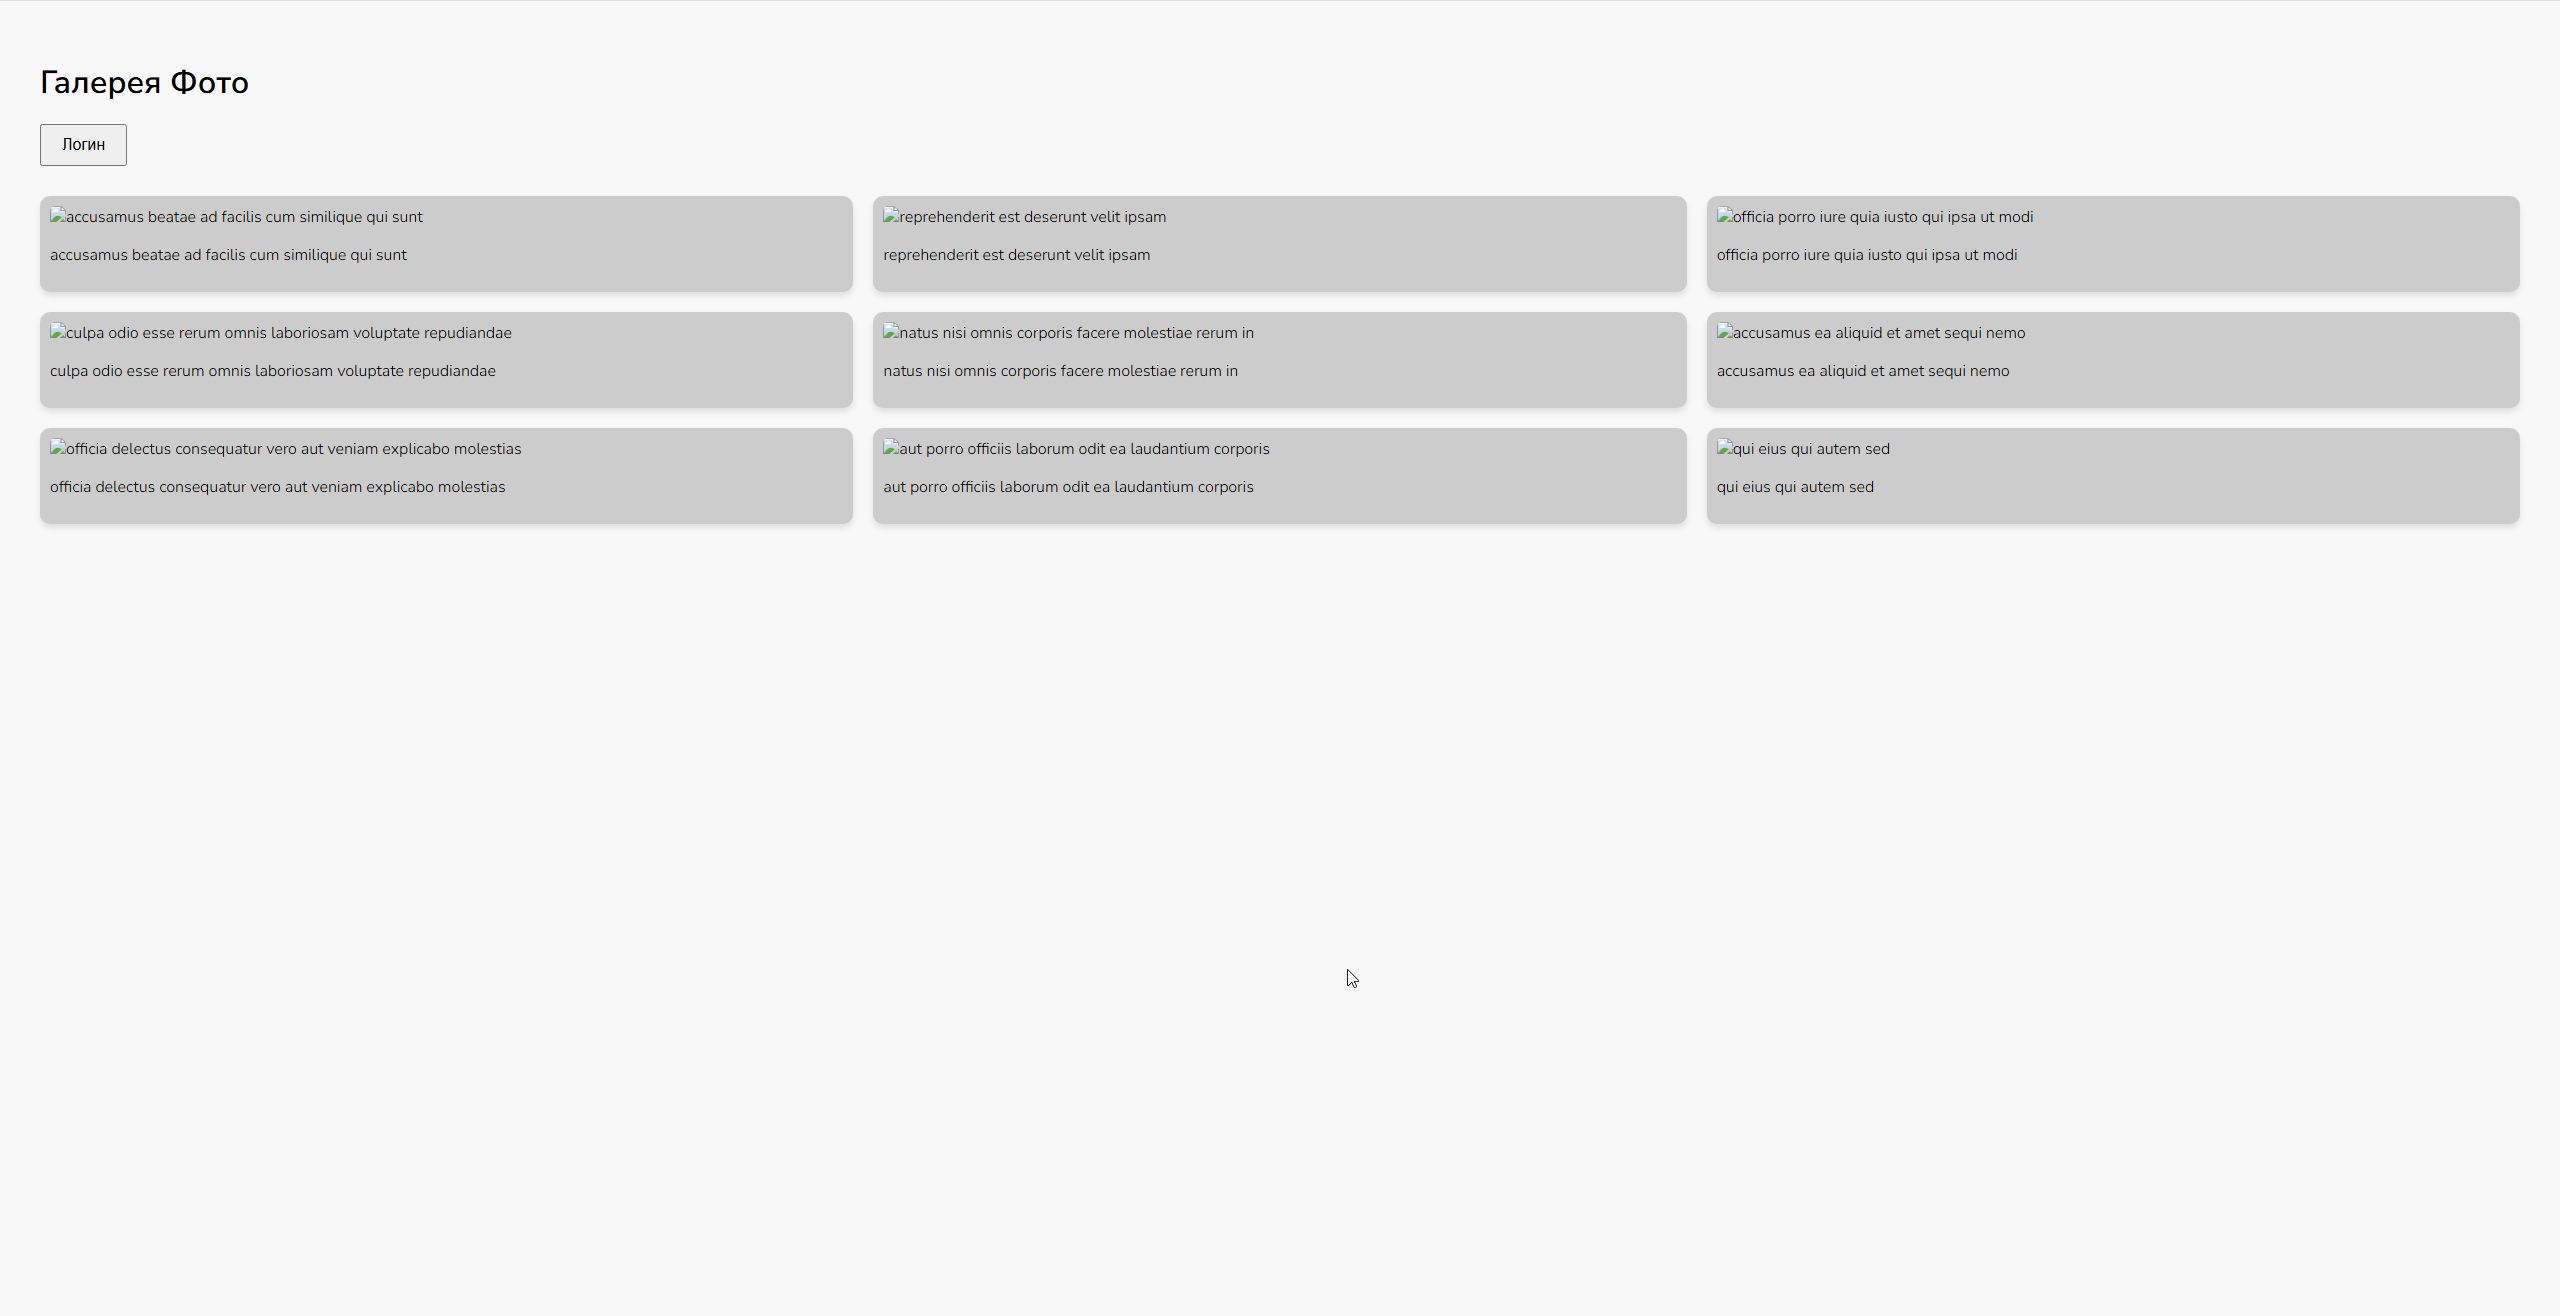 Галерея Фото
Логин
accusamus beatae ad facilis cum similique qui sunt
accusamus beatae ad facilis cum similique qui sunt
reprehenderit est deserunt velit ipsam
reprehenderit est deserunt velit ipsam
officia porro iure quia iusto qui ipsa ut modi
officia porro iure quia iusto qui ipsa ut modi
culpa odio esse rerum omnis laboriosam voluptate repudiandae
culpa odio esse rerum omnis laboriosam voluptate repudiandae
natus nisi omnis corporis facere molestiae rerum in
natus nisi omnis corporis facere molestiae rerum in
accusamus ea aliquid et amet sequi nemo
accusamus ea aliquid et amet sequi nemo
officia delectus consequatur vero aut veniam explicabo molestias
officia delectus consequatur vero aut veniam explicabo molestias
aut porro officiis laborum odit ea laudantium corporis
aut porro officiis laborum odit ea laudantium corporis
qui eius qui autem sed
qui eius qui autem sed